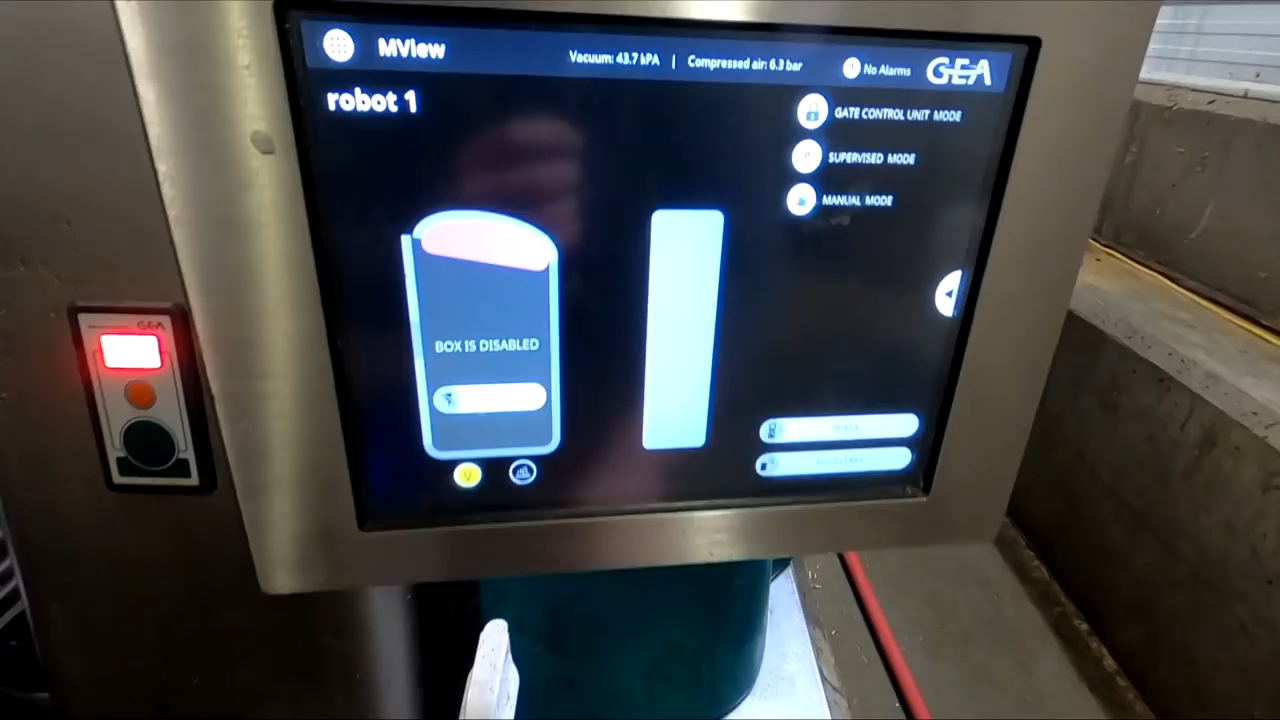 MView
Vacuum: 43.7 kPA | Compressed air: 6.3 bar
No Alarms
GEA
robot 1
GATE CONTROL UNIT MODE
SUPERVISED MODE
MANUAL MODE
BOX IS DISABLED
GEA